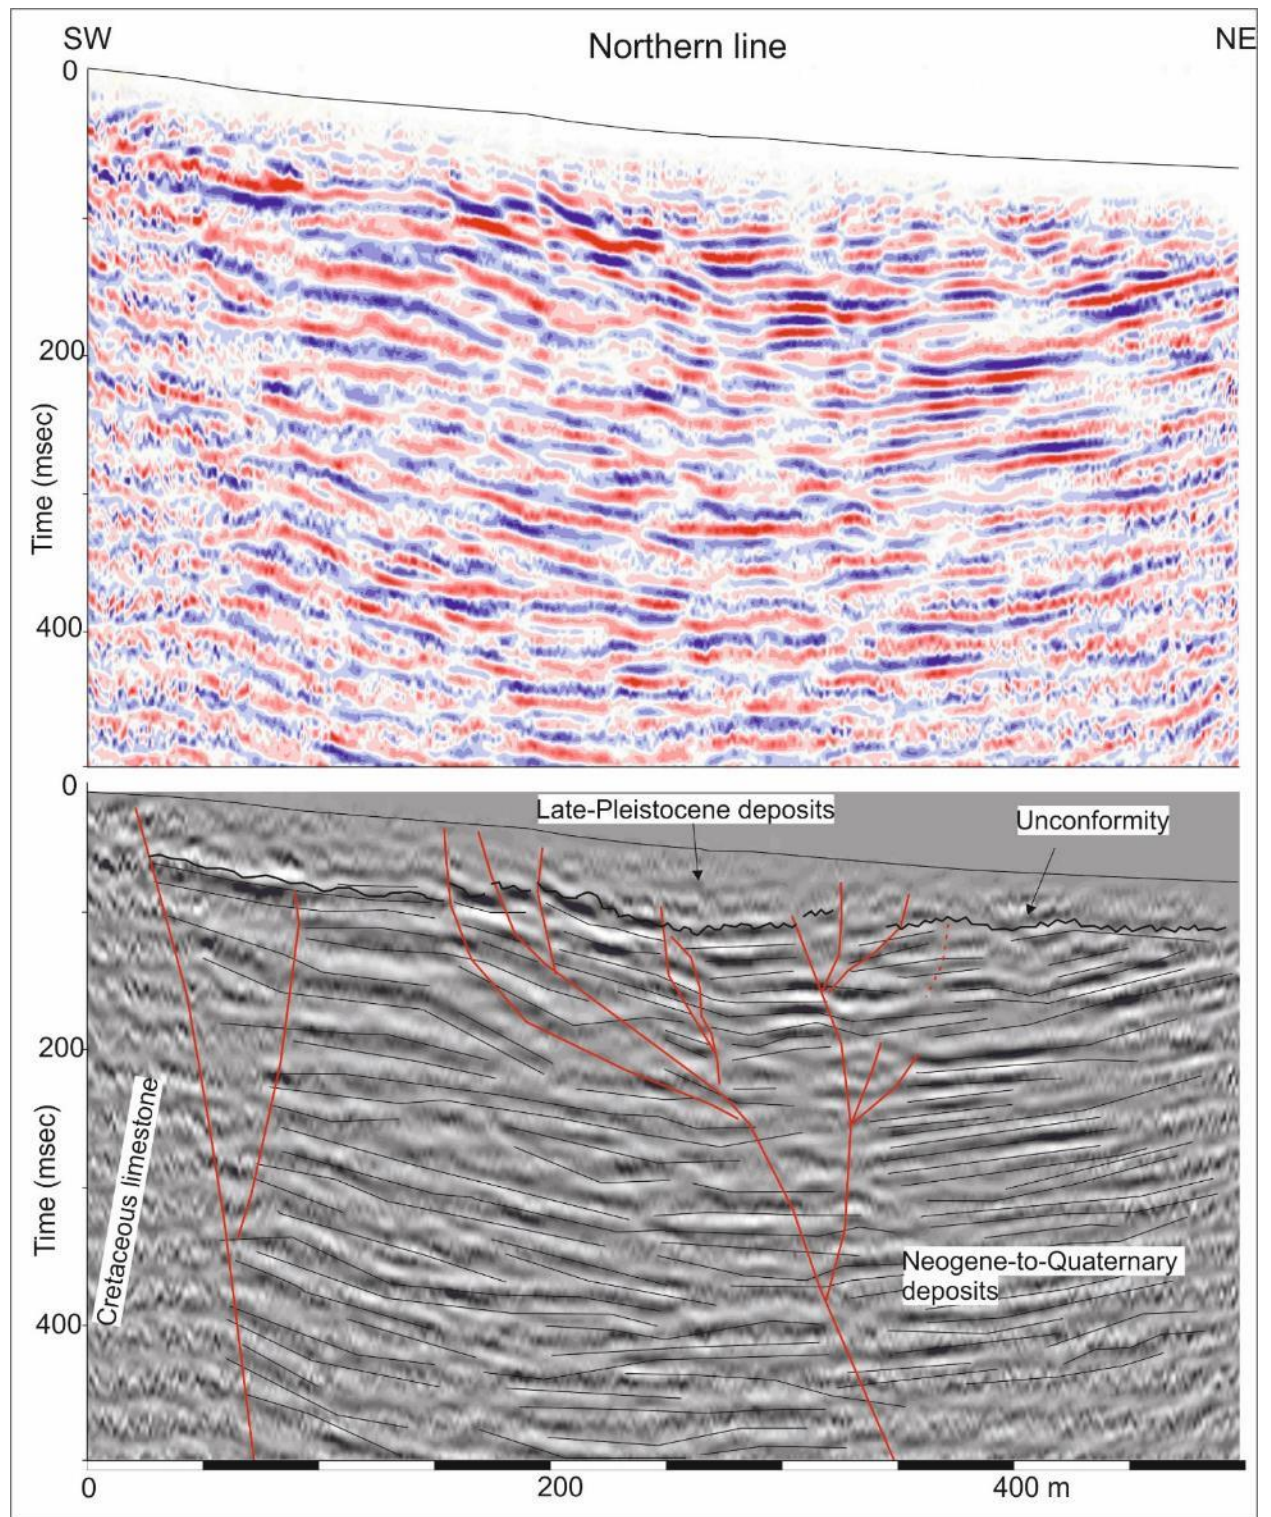 SW
Northern line
NE
0
200
Time (msec)
400
0
Late-Pleistocene deposits
Unconformity
200
Cretaceous limestone
Time (msec)
Neogene-to-Quaternary
deposits
400
0
200
400 m